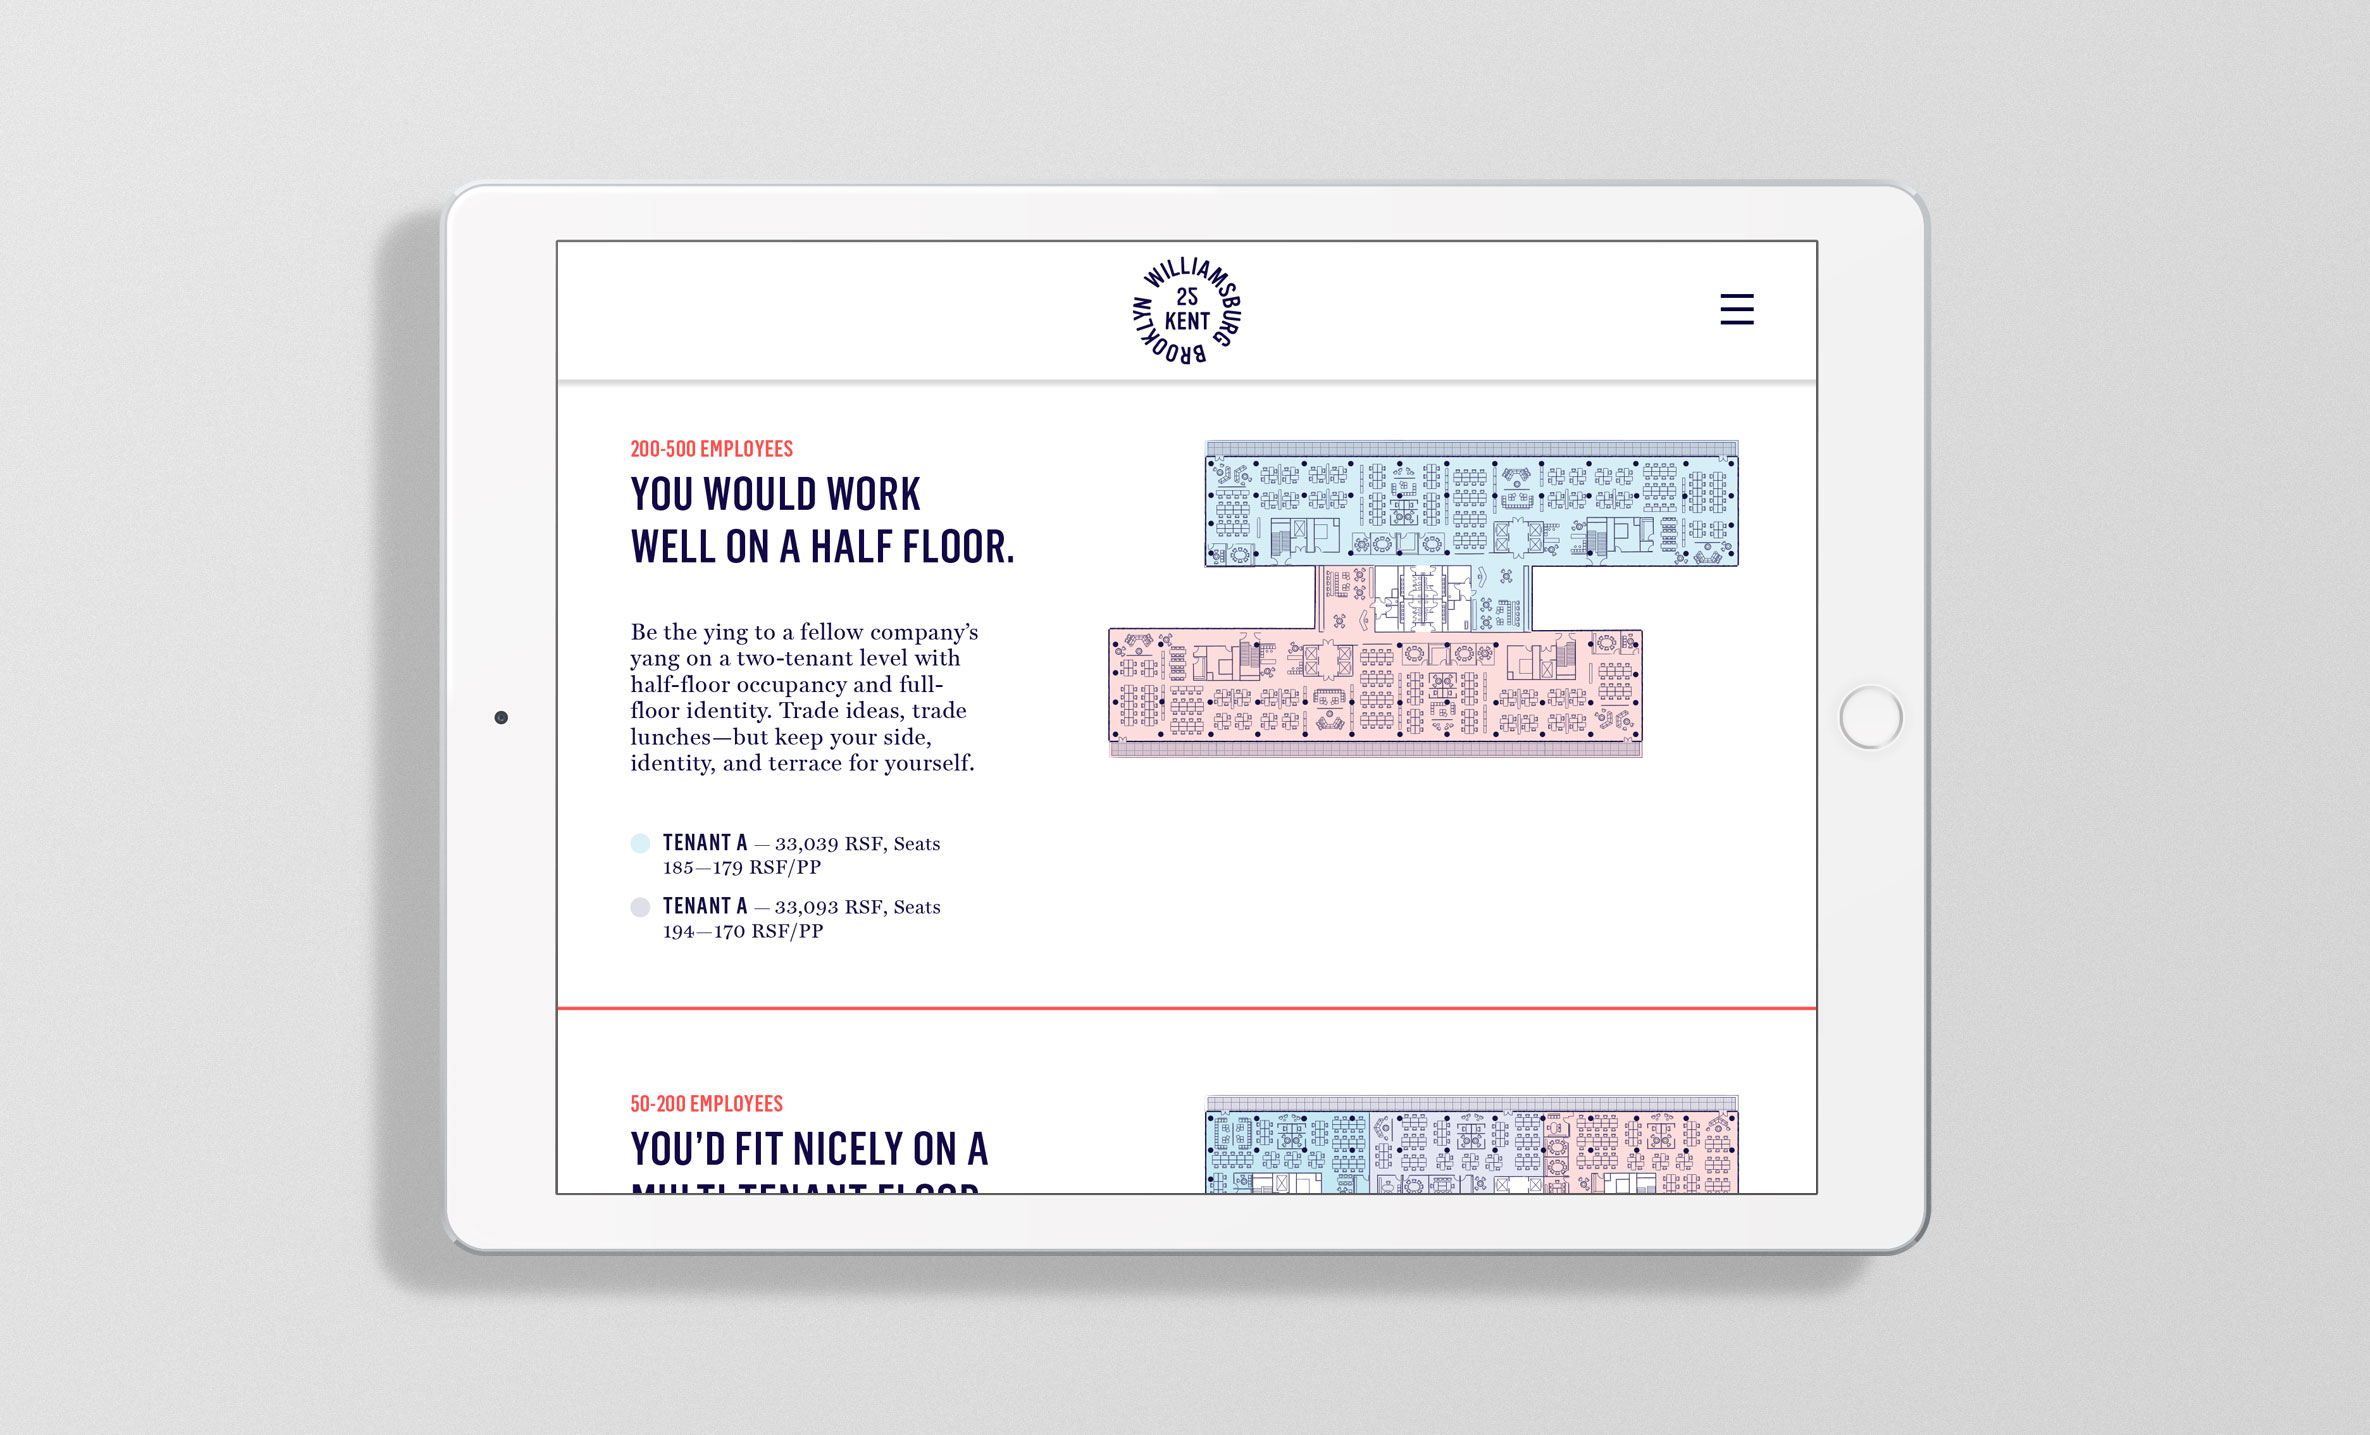 WILLIAMSBURG BROOKLYN
25
KENT
200-500 EMPLOYEES
YOU WOULD WORK
WELL ON A HALF FLOOR.
Be the ying to a fellow company’s
yang on a two-tenant level with
half-floor occupancy and full-
floor identity. Trade ideas, trade
lunches—but keep your side,
identity, and terrace for yourself.
TENANT A — 33,039 RSF, Seats
185—179 RSF/PP
TENANT A — 33,093 RSF, Seats
194—170 RSF/PP
50-200 EMPLOYEES
YOU’D FIT NICELY ON A
MULTI-TENANT FLOOR